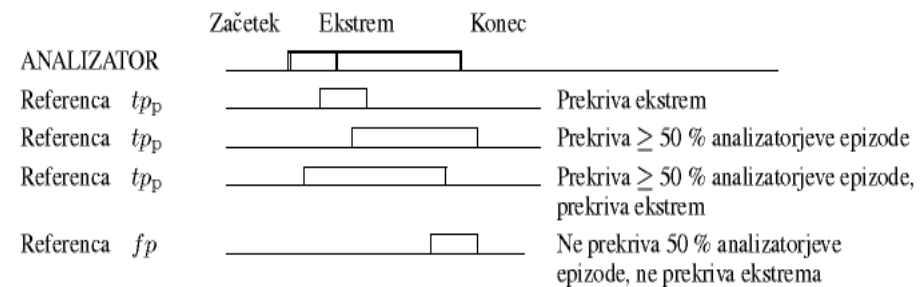 Začetek Ekstrem Konec
ANALIZATOR
Referenca tpp Prekriva ekstrem
Referenca tpp Prekriva ≥ 50 % analizatorjeve epizode
Referenca tpp Prekriva ≥ 50 % analizatorjeve epizode,
prekriva ekstrem
Referenca fp Ne prekriva 50 % analizatorjeve
epizode, ne prekriva ekstrema